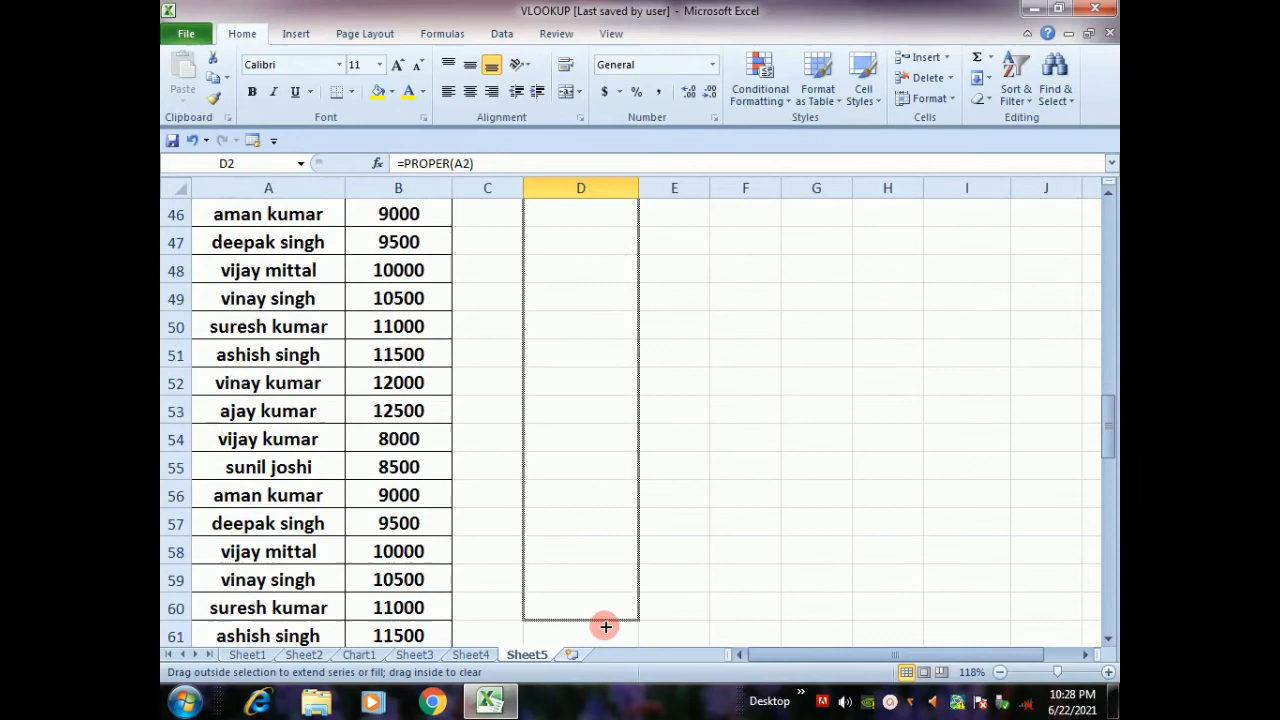 VLOOKUP [Last saved by user] - Microsoft Excel
File Home Insert Page Layout Formulas Data Review View
Calibri 11 General
Paste B I U $ % ,
Conditional Formatting Format as Table Cell Styles
Insert
Delete
Format
Sort & Filter Find & Select
Clipboard Font Alignment Number Styles Cells Editing
D2 fx =PROPER(A2)
A B C D E F G H I J
46 aman kumar 9000
47 deepak singh 9500
48 vijay mittal 10000
49 vinay singh 10500
50 suresh kumar 11000
51 ashish singh 11500
52 vinay kumar 12000
53 ajay kumar 12500
54 vijay kumar 8000
55 sunil joshi 8500
56 aman kumar 9000
57 deepak singh 9500
58 vijay mittal 10000
59 vinay singh 10500
60 suresh kumar 11000
61 ashish singh 11500
Sheet1 Sheet2 Chart1 Sheet3 Sheet4 Sheet5
Drag outside selection to extend series or fill; drag inside to clear 118%
Desktop 10:28 PM
6/22/2021